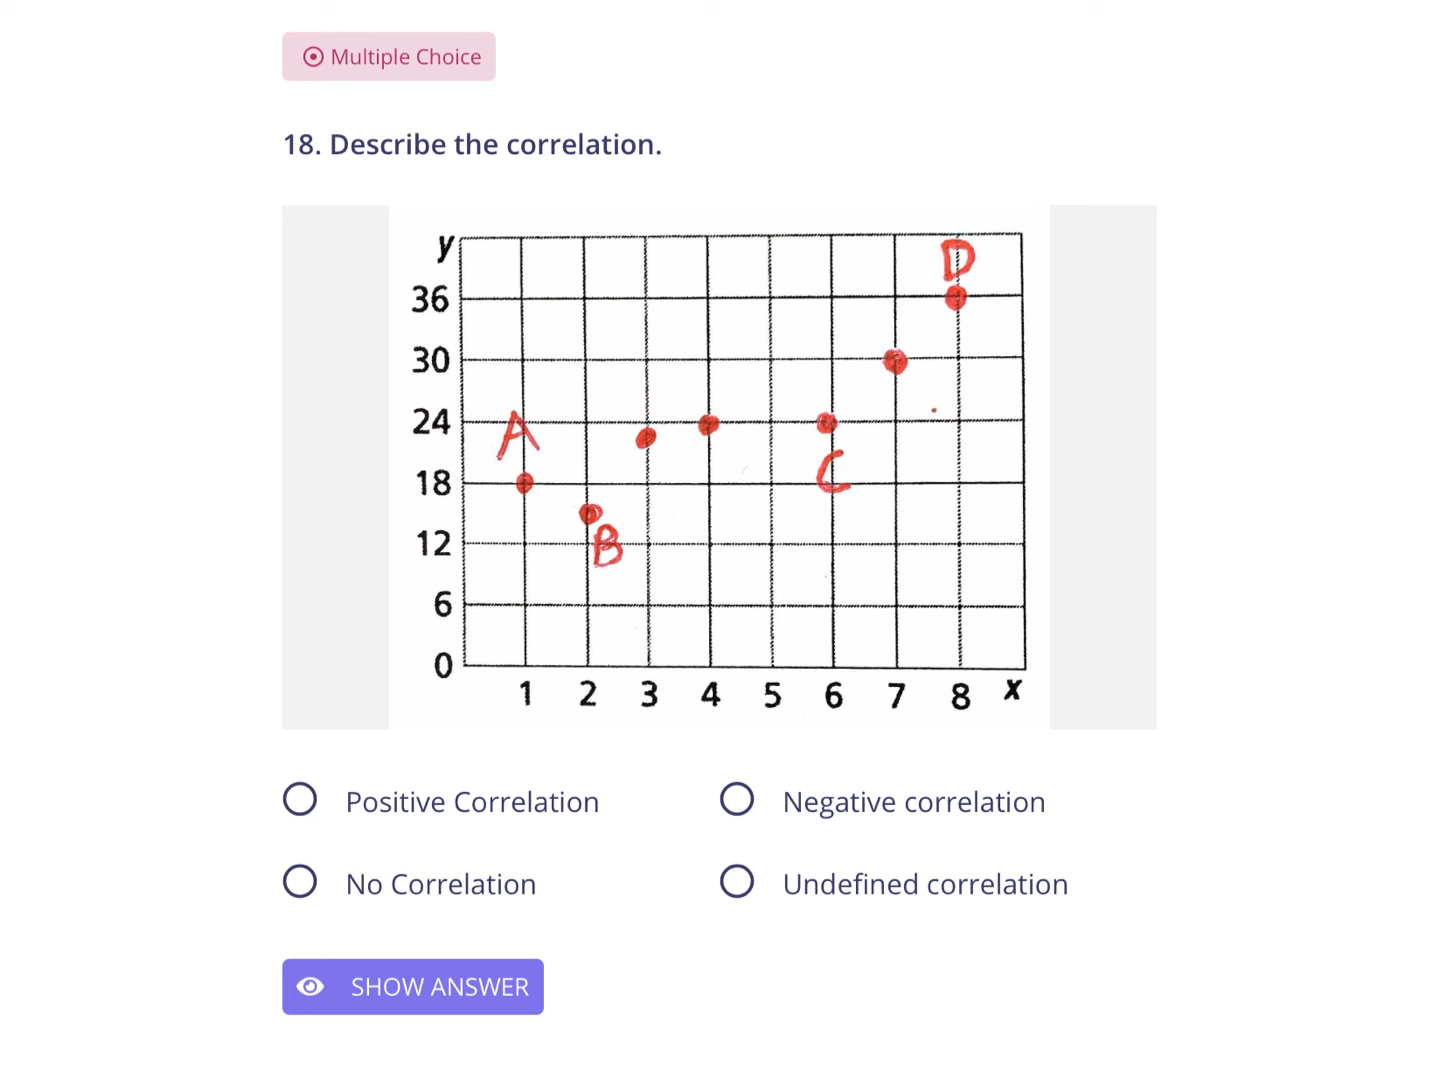 Multiple Choice
18. Describe the correlation.
y
D
36
30
24
A
18
C
12
B
6
0
1 2 3 4 5 6 7 8 x
Positive Correlation
Negative correlation
No Correlation
Undefined correlation
SHOW ANSWER